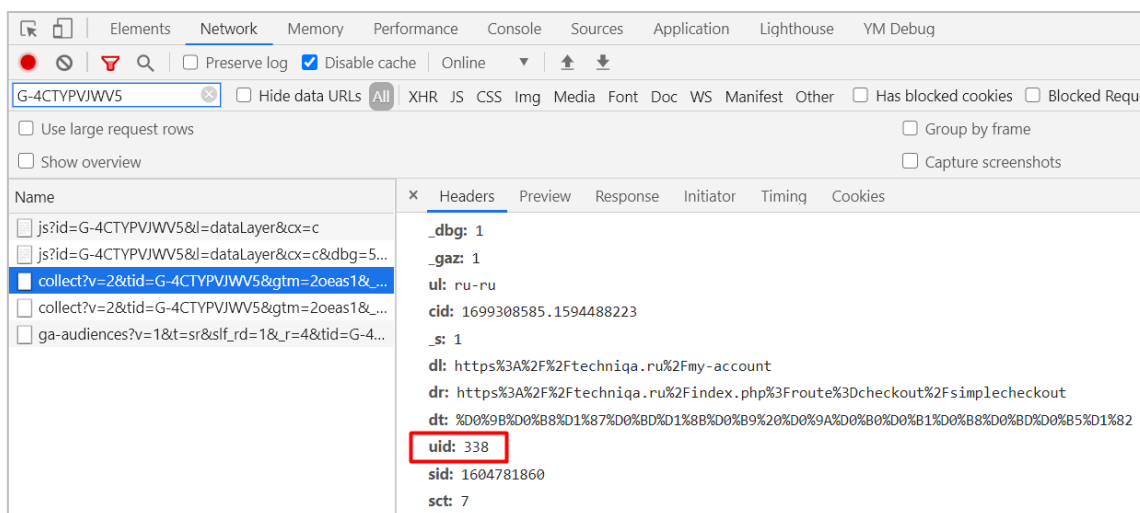 Elements Network Memory Performance Console Sources Application Lighthouse YM Debug
Preserve log Disable cache Online
G-4CTYPVJWV5 Hide data URLs All XHR JS CSS Img Media Font Doc WS Manifest Other Has blocked cookies Blocked Requ
Use large request rows Group by frame
Show overview Capture screenshots
Name
js?id=G-4CTYPVJWV5&l=dataLayer&cx=c
js?id=G-4CTYPVJWV5&l=dataLayer&cx=c&dbg=5...
collect?v=2&tid=G-4CTYPVJWV5&gtm=2oeas1&_...
collect?v=2&tid=G-4CTYPVJWV5&gtm=2oeas1&_...
ga-audiences?v=1&t=sr&slf_rd=1&_r=4&tid=G-4...
× Headers Preview Response Initiator Timing Cookies
_dbg: 1
_gaz: 1
ul: ru-ru
cid: 1699308585.1594488223
_s: 1
dl: https%3A%2F%2Ftechniqa.ru%2Fmy-account
dr: https%3A%2F%2Ftechniqa.ru%2Findex.php%3Froute%3Dcheckout%2Fsimplecheckout
dt: %D0%9B%D0%B8%D1%87%D0%BD%D1%8B%D0%B9%20%D0%9A%D0%B0%D0%B1%D0%B8%D0%BD%D0%B5%D1%82
uid: 338
sid: 1604781860
sct: 7